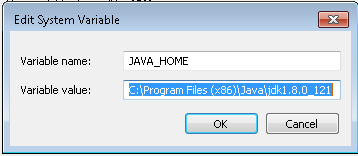 Edit System Variable
Variable name:
JAVA_HOME
Variable value:
C:\Program Files (x86)\Java\jdk1.8.0_121
OK
Cancel